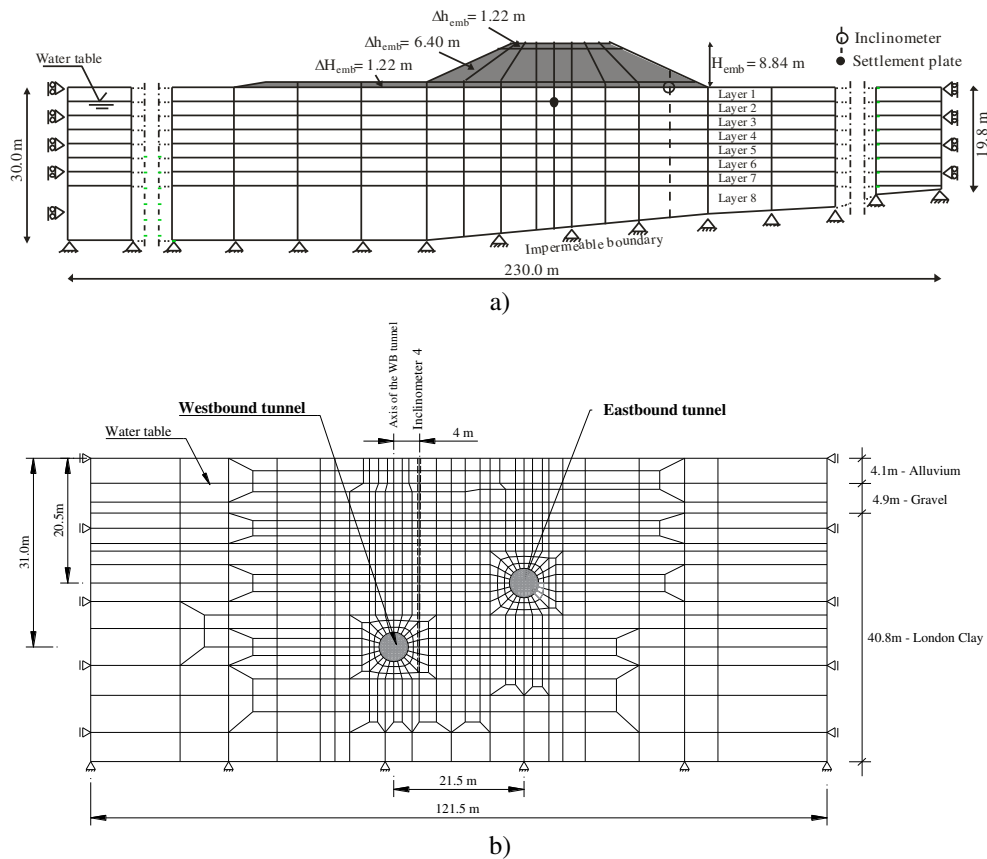 Δh_emb= 1.22 m
Δh_emb= 6.40 m
ΔH_emb= 1.22 m
Water table
Inclinometer
Settlement plate
H_emb= 8.84 m
Layer 1
Layer 2
Layer 3
Layer 4
Layer 5
Layer 6
Layer 7
Layer 8
30.0 m
19.8 m
Impermeable boundary
230.0 m
a)
Axis of the WB tunnel
Inclinometer 4
Westbound tunnel
Eastbound tunnel
4 m
Water table
4.1m - Alluvium
4.9m - Gravel
20.5m
31.0m
40.8m - London Clay
21.5 m
121.5 m
b)